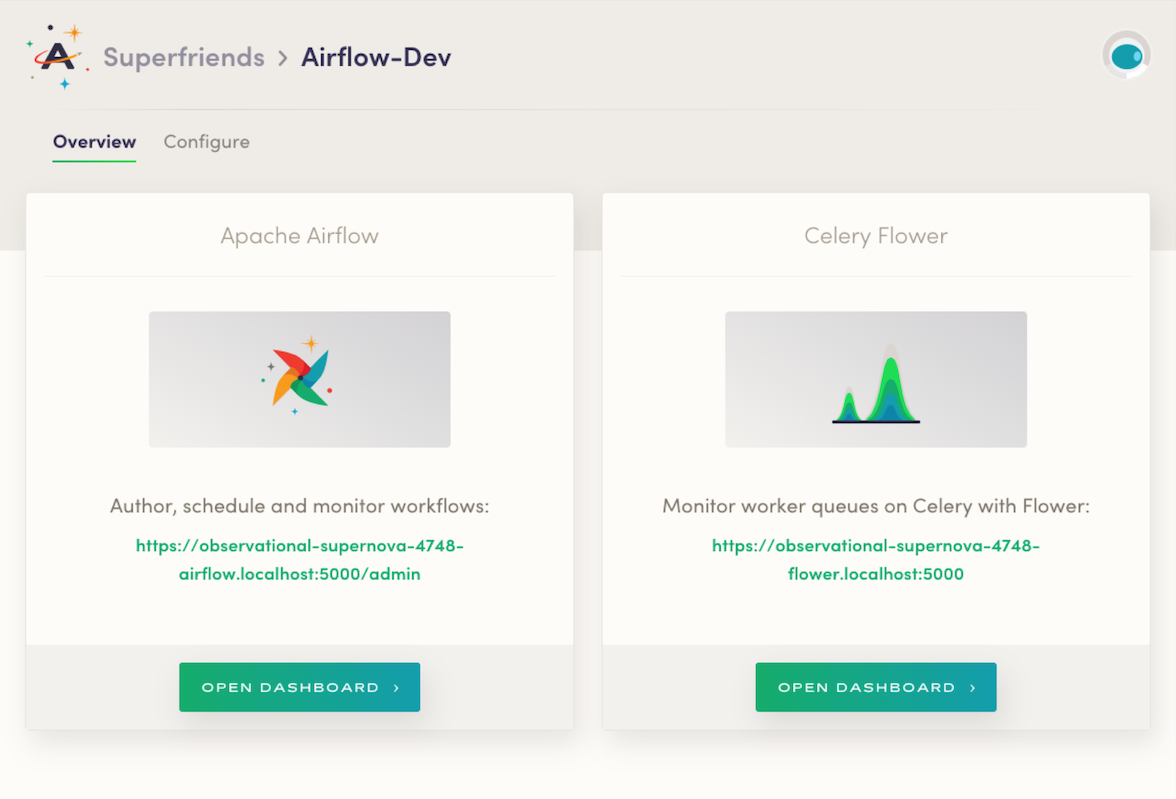 Superfriends > Airflow-Dev
Overview Configure
Apache Airflow
Author, schedule and monitor workflows:
https://observational-supernova-4748-
airflow.localhost:5000/admin
OPEN DASHBOARD >
Celery Flower
Monitor worker queues on Celery with Flower:
https://observational-supernova-4748-
flower.localhost:5000
OPEN DASHBOARD >